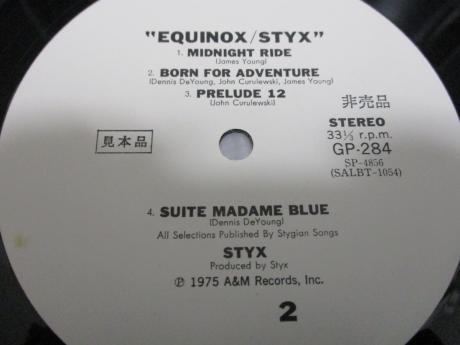 "EQUINOX/STYX"
1. MIDNIGHT RIDE
(James Young)
2. BORN FOR ADVENTURE
(Dennis DeYoung, John Curulewski, James Young)
3. PRELUDE 12
(John Curulewski)
見本品
非売品
STEREO
33⅓ r.p.m.
GP-284
SP-4856
(SALBT-1054)
4. SUITE MADAME BLUE
(Dennis DeYoung)
All Selections Published By Stygian Songs
STYX
Produced by Styx
℗ 1975 A&M Records, Inc.
2